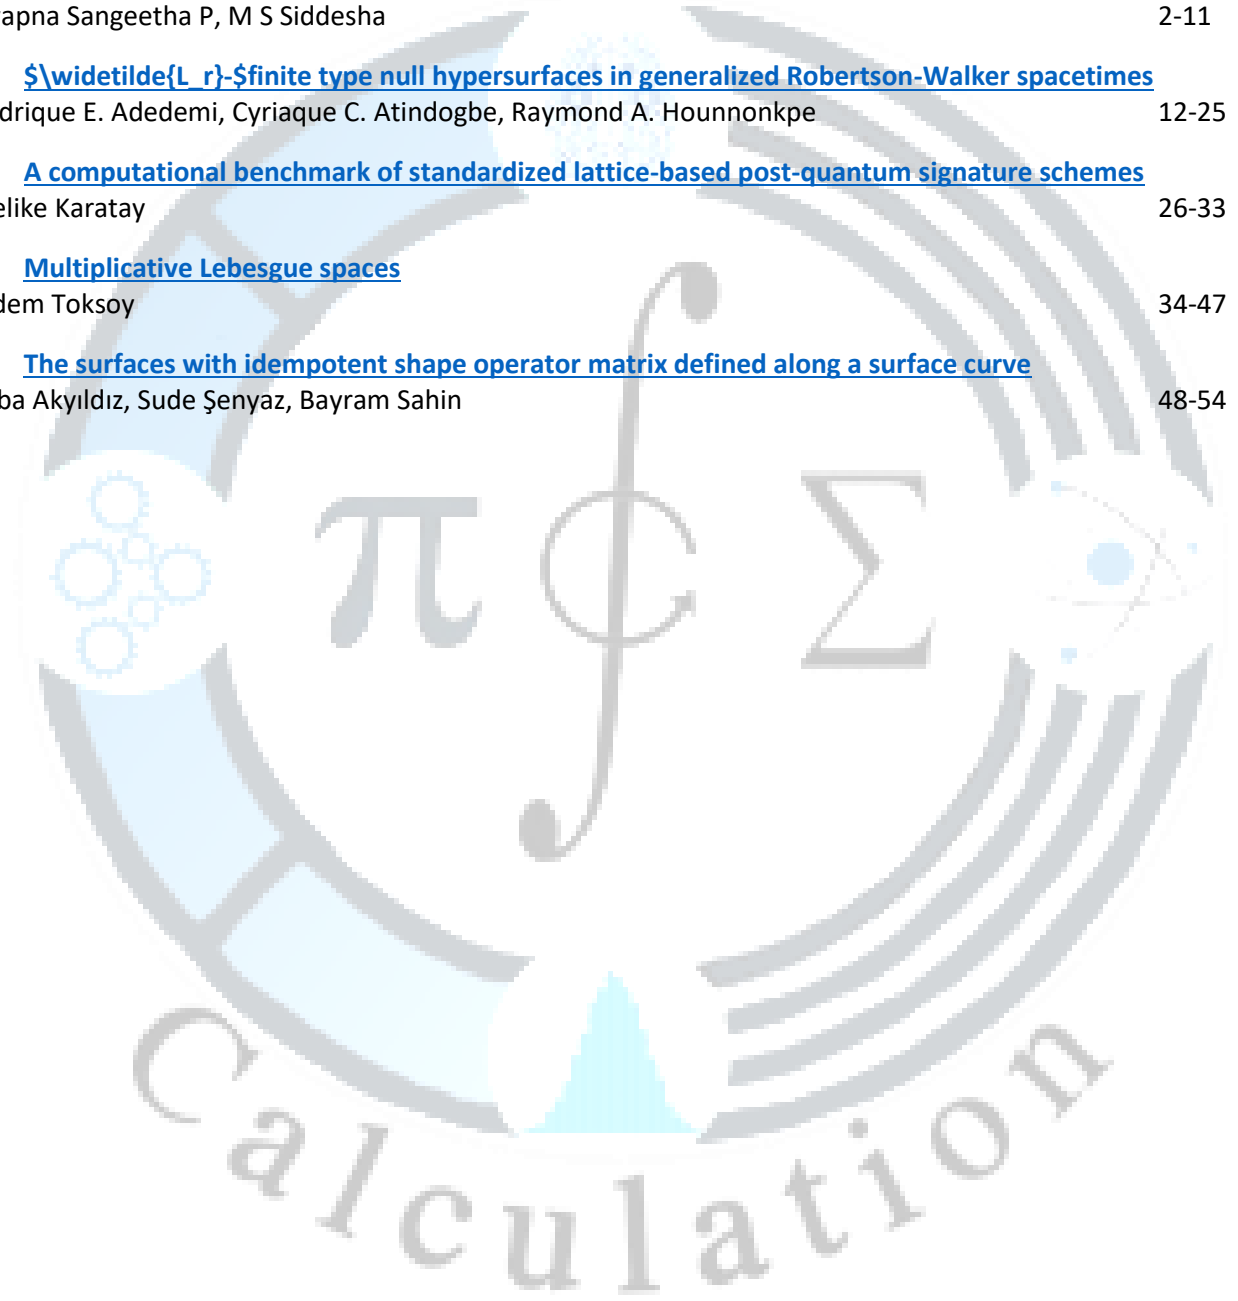 rapna Sangeetha P, M S Siddesha 2-11
$\widetilde{L_r}-$finite type null hypersurfaces in generalized Robertson-Walker spacetimes
drique E. Adedemi, Cyriaque C. Atindogbe, Raymond A. Hounnonkpe 12-25
A computational benchmark of standardized lattice-based post-quantum signature schemes
elike Karatay 26-33
Multiplicative Lebesgue spaces
dem Toksoy 34-47
The surfaces with idempotent shape operator matrix defined along a surface curve
ba Akyıldız, Sude Şenyaz, Bayram Sahin 48-54
π ∫ Σ
Calculation